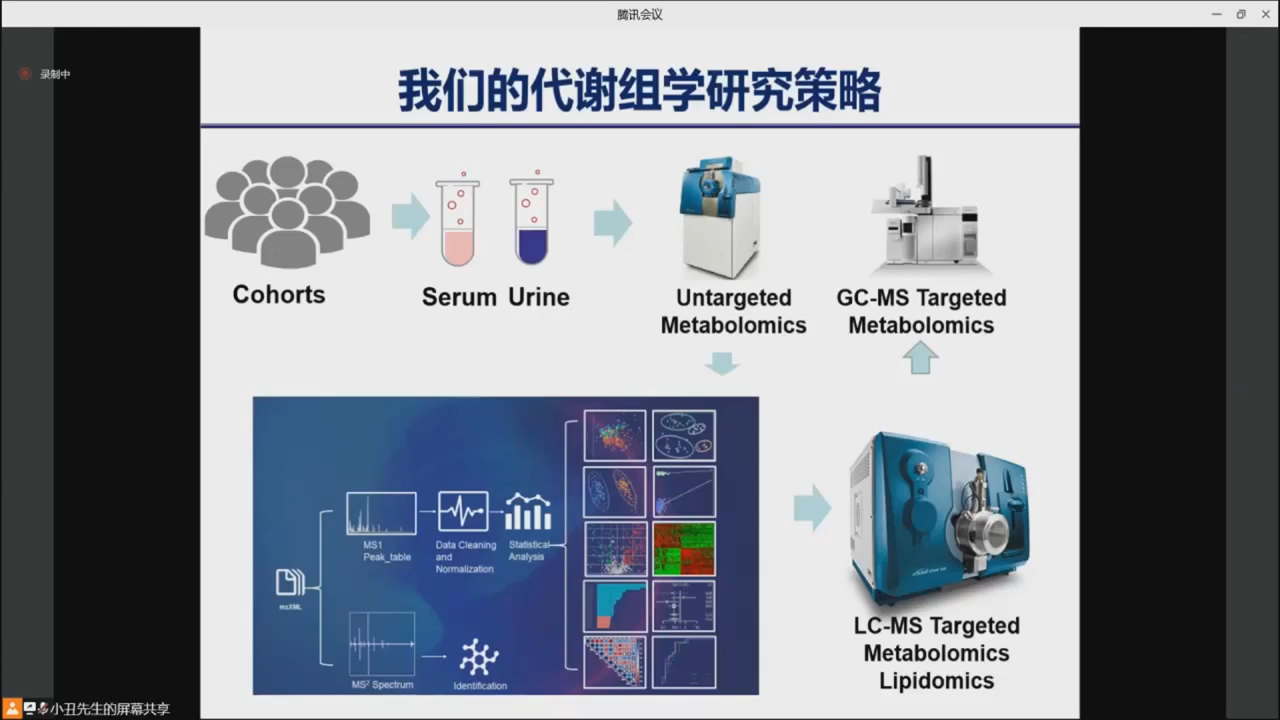 腾讯会议
录制中
我们的代谢组学研究策略
Cohorts
Serum Urine
Untargeted
Metabolomics
GC-MS Targeted
Metabolomics
MS1
Peak_table
Data Cleaning
and
Normalization
Statistical
Analysis
mzXML
MS² Spectrum
Identification
LC-MS Targeted
Metabolomics
Lipidomics
小丑先生的屏幕共享